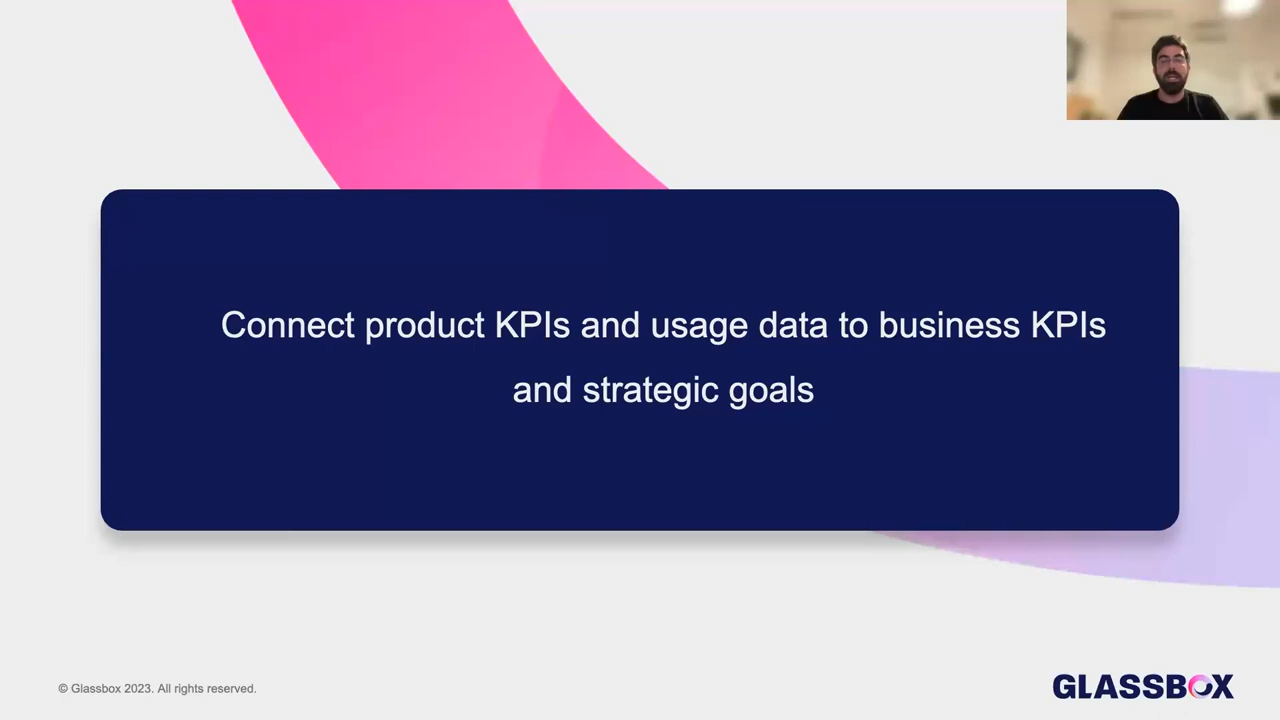 Connect product KPIs and usage data to business KPIs
and strategic goals
© Glassbox 2023. All rights reserved.
GLASSBOX